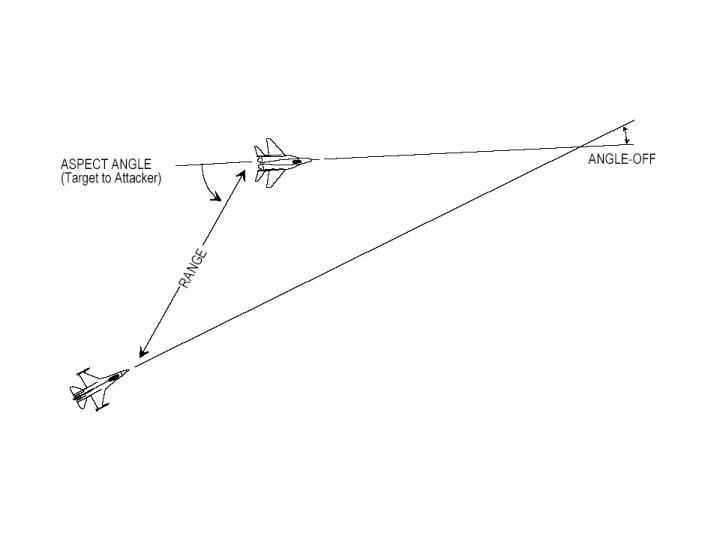 ASPECT ANGLE
(Target to Attacker)
ANGLE-OFF
RANGE